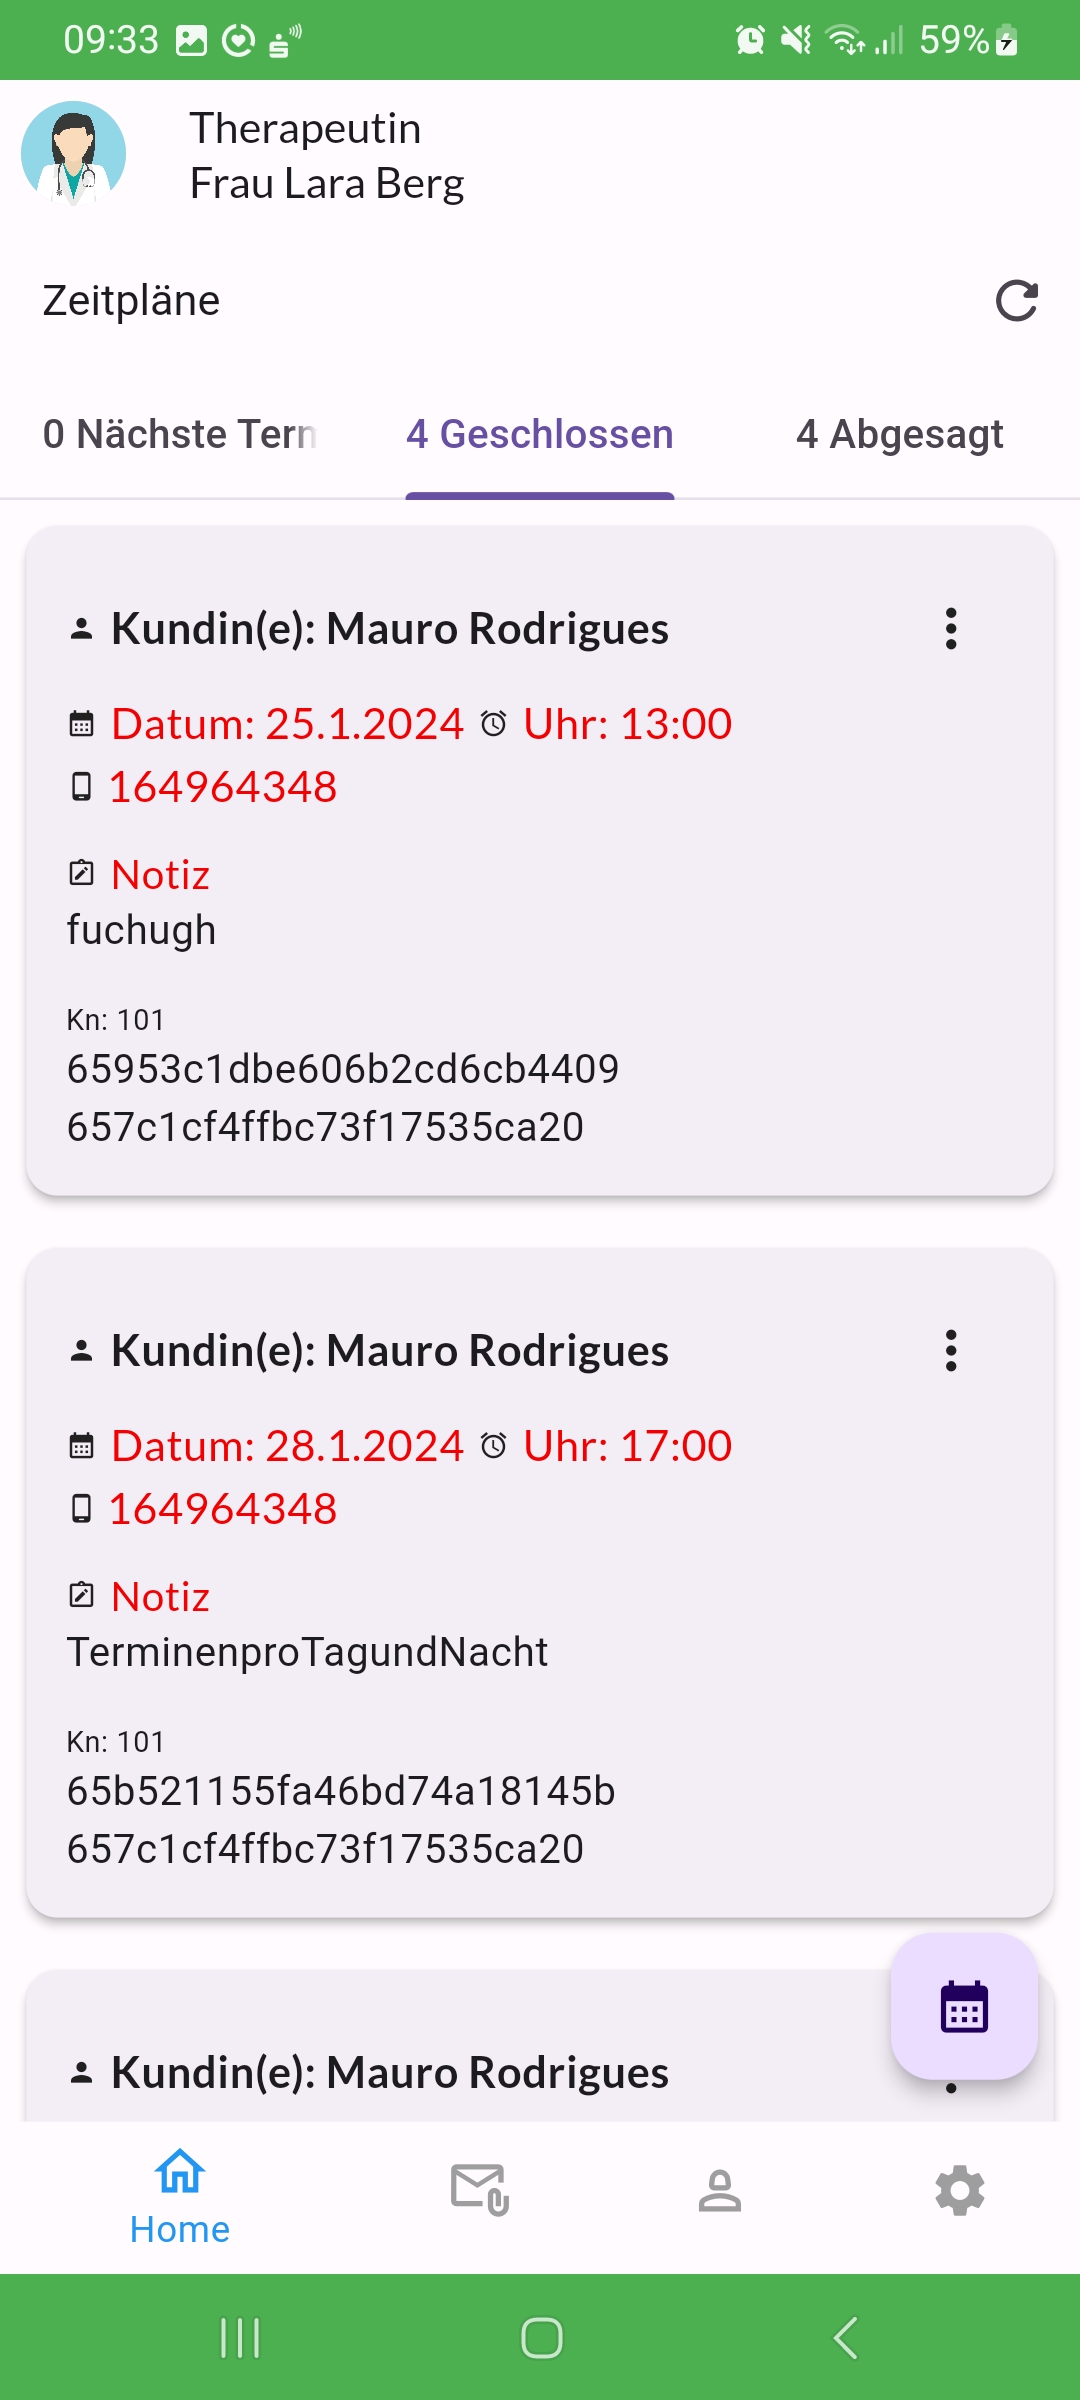 09:33 59%
Therapeutin
Frau Lara Berg
Zeitpläne
0 Nächste Tern 4 Geschlossen 4 Abgesagt
Kundin(e): Mauro Rodrigues
Datum: 25.1.2024 Uhr: 13:00
164964348
Notiz
fuchugh
Kn: 101
65953c1dbe606b2cd6cb4409
657c1cf4ffbc73f17535ca20
Kundin(e): Mauro Rodrigues
Datum: 28.1.2024 Uhr: 17:00
164964348
Notiz
TerminenproTagundNacht
Kn: 101
65b521155fa46bd74a18145b
657c1cf4ffbc73f17535ca20
Kundin(e): Mauro Rodrigues
Home